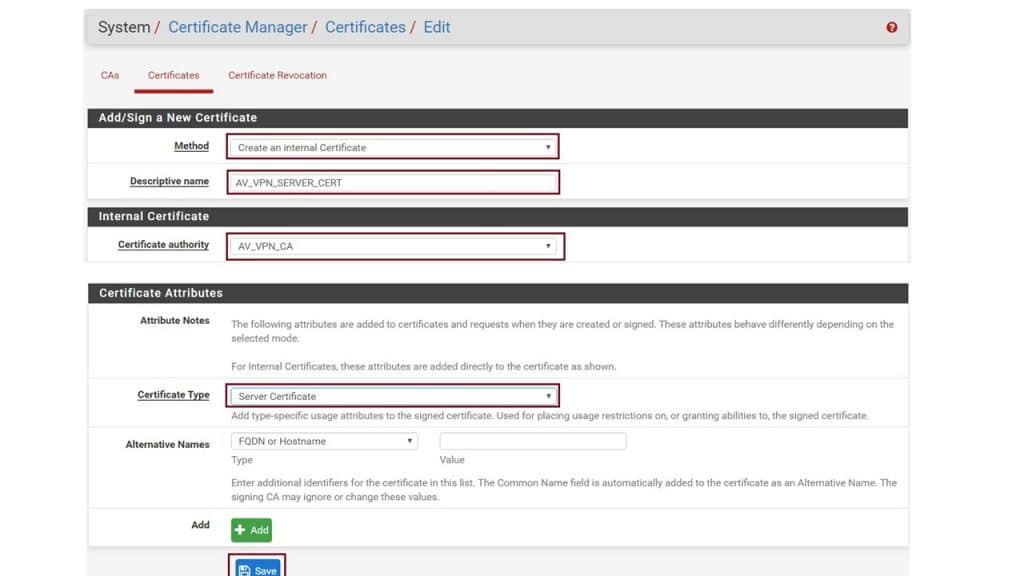 System / Certificate Manager / Certificates / Edit
CAs Certificates Certificate Revocation
Add/Sign a New Certificate
Method Create an internal Certificate
Descriptive name AV_VPN_SERVER_CERT
Internal Certificate
Certificate authority AV_VPN_CA
Certificate Attributes
Attribute Notes The following attributes are added to certificates and requests when they are created or signed. These attributes behave differently depending on the
selected mode.
For Internal Certificates, these attributes are added directly to the certificate as shown.
Certificate Type Server Certificate
Add type-specific usage attributes to the signed certificate. Used for placing usage restrictions on, or granting abilities to, the signed certificate.
Alternative Names FQDN or Hostname
Type Value
Enter additional identifiers for the certificate in this list. The Common Name field is automatically added to the certificate as an Alternative Name. The
signing CA may ignore or change these values.
Add Add
Save